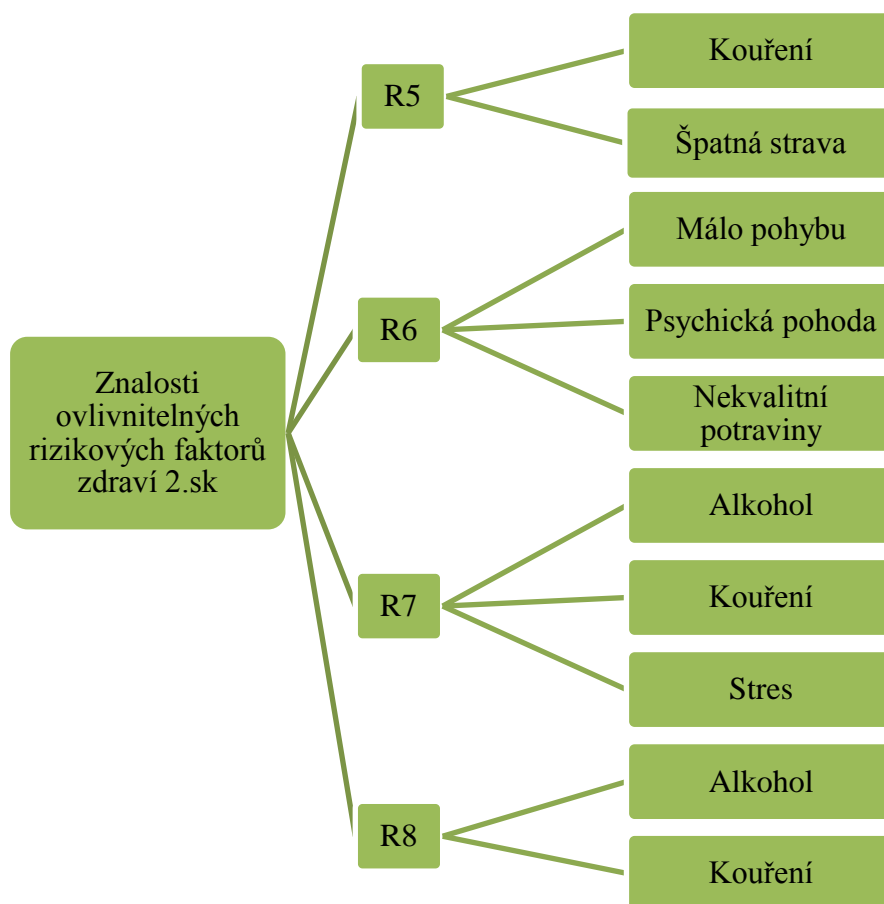 Znalosti
ovlivnitelných
rizikových faktorů
zdraví 2.sk
R5
Kouření
Špatná strava
R6
Málo pohybu
Psychická pohoda
Nekvalitní
potraviny
R7
Alkohol
Kouření
Stres
R8
Alkohol
Kouření